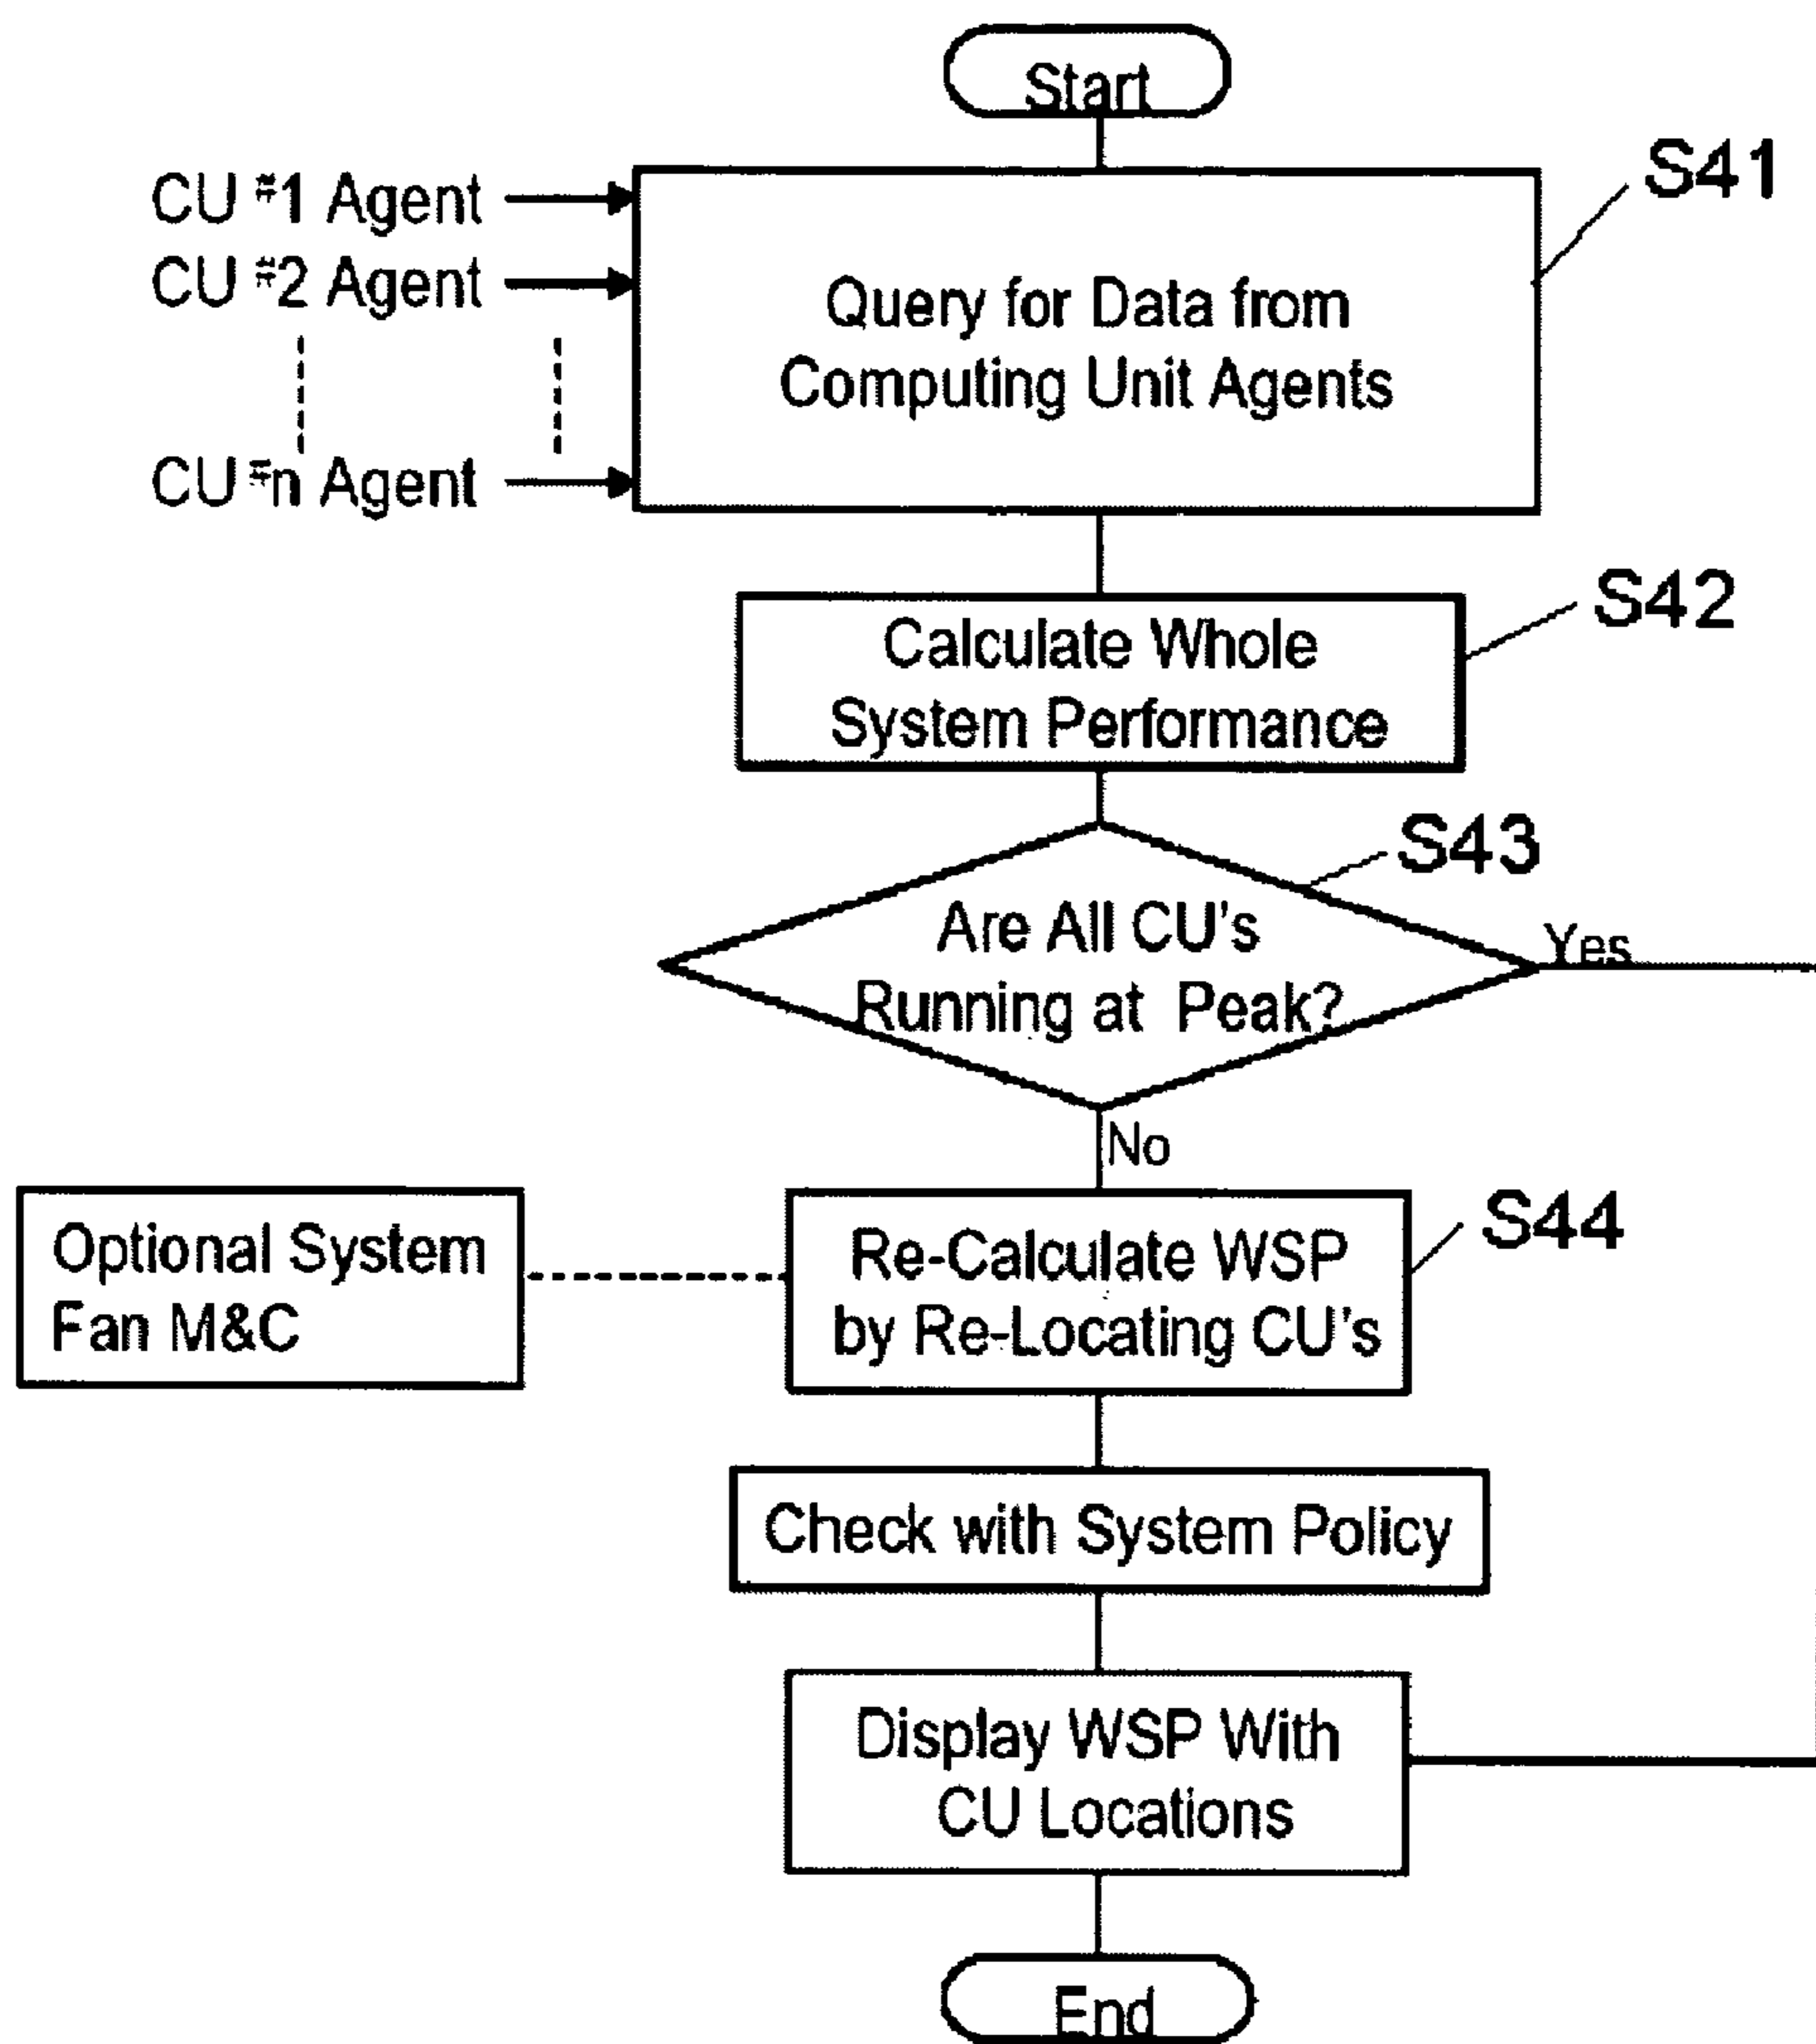 Start
S41
CU #1 Agent
CU #2 Agent
CU #n Agent
Query for Data from
Computing Unit Agents
S42
Calculate Whole
System Performance
S43
Are All CU's
Running at Peak?
Yes
No
Optional System
Fan M&C
S44
Re-Calculate WSP
by Re-Locating CU's
Check with System Policy
Display WSP With
CU Locations
End